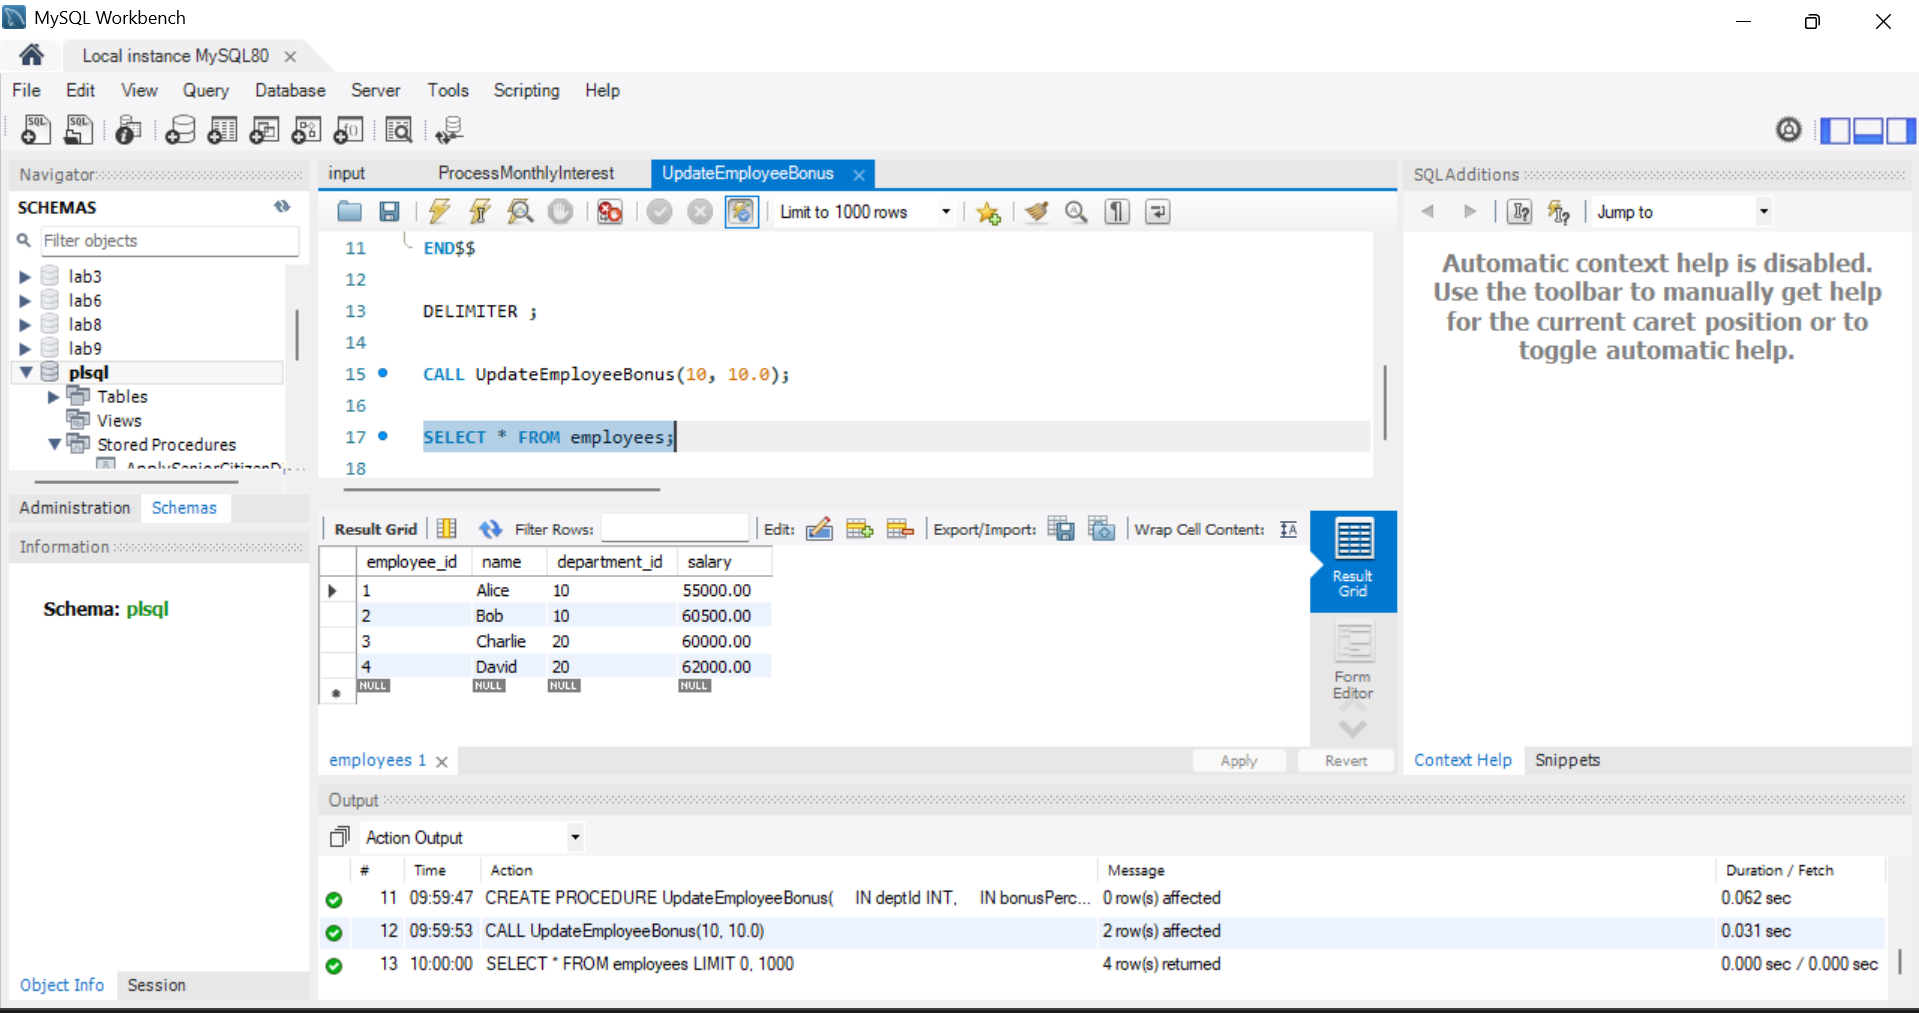 MySQL Workbench
Local instance MySQL80
File Edit View Query Database Server Tools Scripting Help
Navigator
SCHEMAS
Filter objects
lab3
lab6
lab8
lab9
plsql
Tables
Views
Stored Procedures
Administration Schemas
Information
Schema: plsql
Object Info Session
input ProcessMonthlyInterest UpdateEmployeeBonus
Limit to 1000 rows
11 END$$
12
13 DELIMITER ;
14
15 CALL UpdateEmployeeBonus(10, 10.0);
16
17 SELECT * FROM employees;
18
Result Grid Filter Rows: Edit: Export/Import: Wrap Cell Content:
employee_id name department_id salary
1 Alice 10 55000.00
2 Bob 10 60500.00
3 Charlie 20 60000.00
4 David 20 62000.00
NULL NULL NULL NULL
Result
Grid
Form
Editor
employees 1 Apply Revert
SQLAdditions
Jump to
Automatic context help is disabled.
Use the toolbar to manually get help
for the current caret position or to
toggle automatic help.
Context Help Snippets
Output
Action Output
# Time Action Message Duration / Fetch
11 09:59:47 CREATE PROCEDURE UpdateEmployeeBonus( IN deptId INT, IN bonusPerc... 0 row(s) affected 0.062 sec
12 09:59:53 CALL UpdateEmployeeBonus(10, 10.0) 2 row(s) affected 0.031 sec
13 10:00:00 SELECT * FROM employees LIMIT 0, 1000 4 row(s) returned 0.000 sec / 0.000 sec